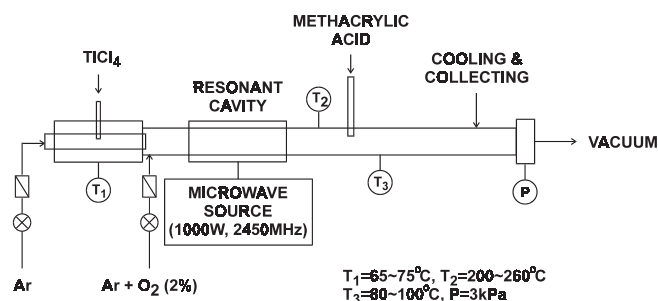 METHACRYLIC
ACID
TICl₄
COOLING &
COLLECTING
RESONANT
CAVITY
T₂
T₁
T₃
VACUUM
P
MICROWAVE
SOURCE
(1000W, 2450MHz)
Ar
Ar + O₂ (2%)
T₁=65~75°C, T₂=200~260°C
T₃=80~100°C, P=3kPa